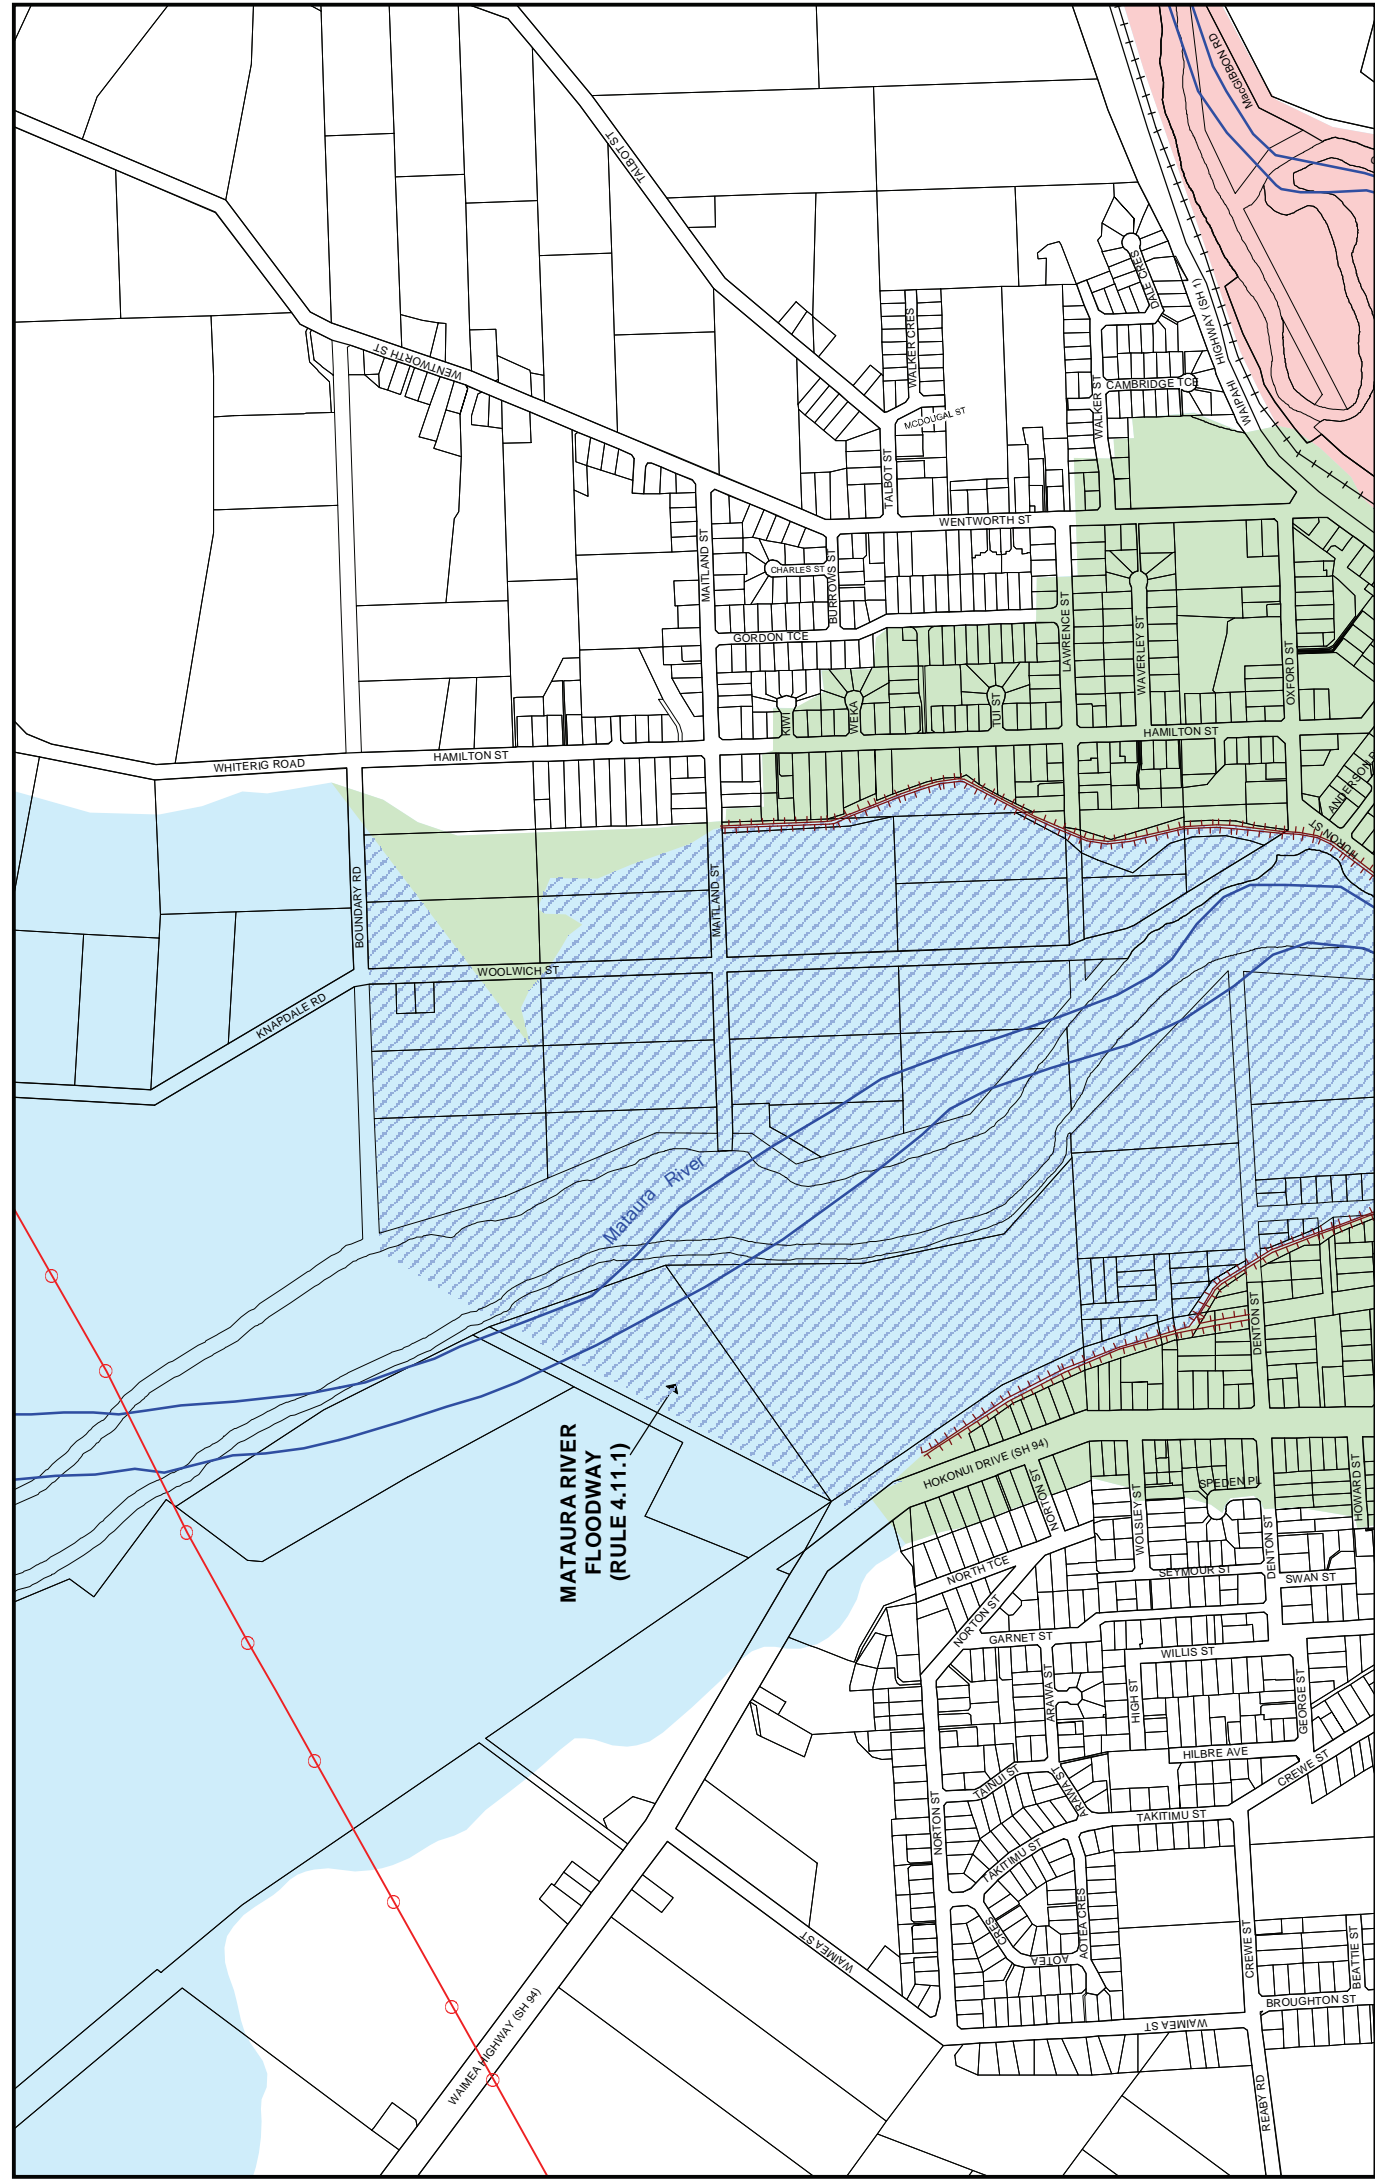 MacGIBBON RD
TALBOT ST
WENTWORTH ST
DALE CRES
WAIPAHI HIGHWAY (SH 1)
WALKER CRES
CAMBRIDGE TCE
WALKER ST
MCDOUGAL ST
TALBOT ST
WENTWORTH ST
MAITLAND ST
CHARLES ST
BURROWS ST
GORDON TCE
LAWRENCE ST
WAVERLEY ST
OXFORD ST
KIWI
WEKA
TUI ST
HAMILTON ST
WHITERIG ROAD
HAMILTON ST
ANDERSON
HURON ST
BOUNDARY RD
MAITLAND ST
WOOLWICH ST
KNAPDALE RD
Mataura River
DENTON ST
MATAURA RIVER
FLOODWAY
(RULE 4.11.1)
HOKONUI DRIVE (SH 94)
NORTON ST
SPEDEN PL
HOWARD ST
WOLSLEY ST
DENTON ST
NORTH TCE
SEYMOUR ST
SWAN ST
NORTON ST
GARNET ST
WILLIS ST
ARAWA ST
HIGH ST
GEORGE ST
HILBRE AVE
CREWE ST
TAINUI ST
ARAWA ST
TAKITIMU ST
NORTON ST
TAKITIMU ST
CRES
AOTEA
AOTEA CRES
WAIMEA ST
CREWE ST
BEATTIE ST
BROUGHTON ST
WAIMEA ST
WAIMEA HIGHWAY (SH 94)
REABY RD